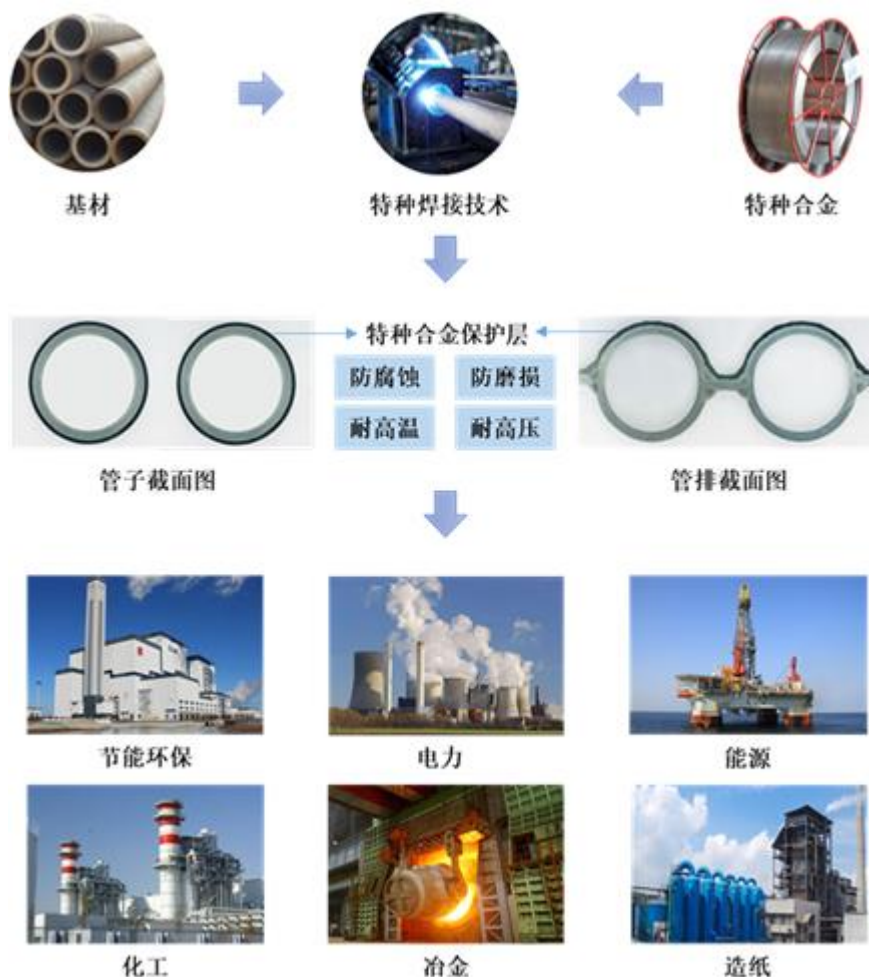 基材
特种焊接技术
特种合金
特种合金保护层
防腐蚀
防磨损
耐高温
耐高压
管子截面图
管排截面图
节能环保
电力
能源
化工
冶金
造纸